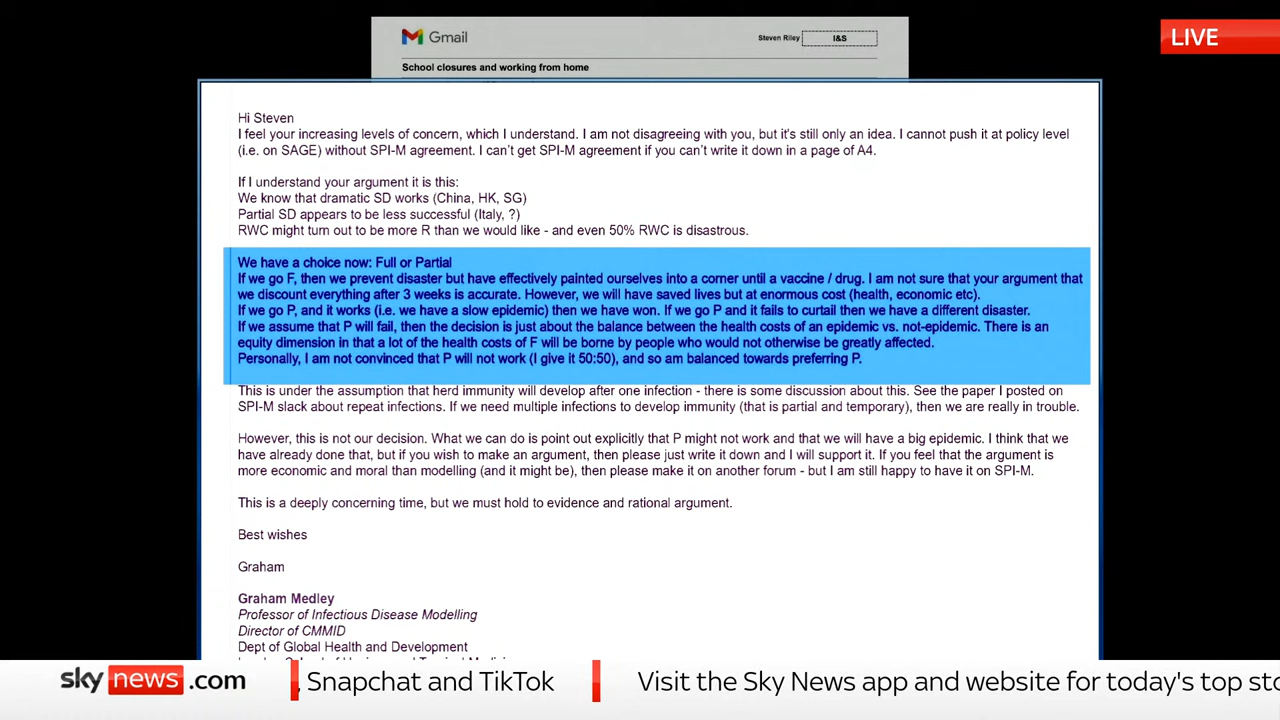 Gmail
Steven Riley I&S
LIVE
School closures and working from home
Hi Steven
I feel your increasing levels of concern, which I understand. I am not disagreeing with you, but it's still only an idea. I cannot push it at policy level
(i.e. on SAGE) without SPI-M agreement. I can't get SPI-M agreement if you can't write it down in a page of A4.
If I understand your argument it is this:
We know that dramatic SD works (China, HK, SG)
Partial SD appears to be less successful (Italy, ?)
RWC might turn out to be more R than we would like - and even 50% RWC is disastrous.
We have a choice now: Full or Partial
If we go F, then we prevent disaster but have effectively painted ourselves into a corner until a vaccine / drug. I am not sure that your argument that
we discount everything after 3 weeks is accurate. However, we will have saved lives but at enormous cost (health, economic etc).
If we go P, and it works (i.e. we have a slow epidemic) then we have won. If we go P and it fails to curtail then we have a different disaster.
If we assume that P will fail, then the decision is just about the balance between the health costs of an epidemic vs. not-epidemic. There is an
equity dimension in that a lot of the health costs of F will be borne by people who would not otherwise be greatly affected.
Personally, I am not convinced that P will not work (I give it 50:50), and so am balanced towards preferring P.
This is under the assumption that herd immunity will develop after one infection - there is some discussion about this. See the paper I posted on
SPI-M slack about repeat infections. If we need multiple infections to develop immunity (that is partial and temporary), then we are really in trouble.
However, this is not our decision. What we can do is point out explicitly that P might not work and that we will have a big epidemic. I think that we
have already done that, but if you wish to make an argument, then please just write it down and I will support it. If you feel that the argument is
more economic and moral than modelling (and it might be), then please make it on another forum - but I am still happy to have it on SPI-M.
This is a deeply concerning time, but we must hold to evidence and rational argument.
Best wishes
Graham
Graham Medley
Professor of Infectious Disease Modelling
Director of CMMID
Dept of Global Health and Development
sky news .com
, Snapchat and TikTok
Visit the Sky News app and website for today's top sto